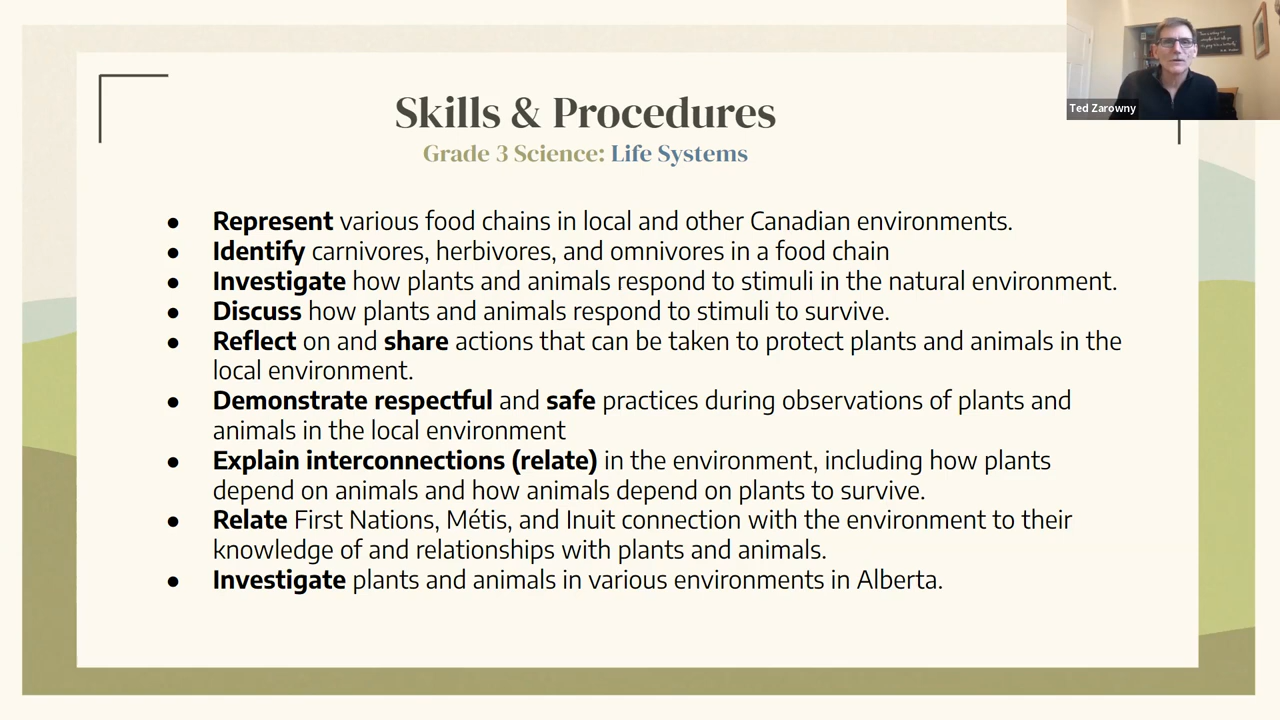 Skills & Procedures
Grade 3 Science: Life Systems
● Represent various food chains in local and other Canadian environments.
● Identify carnivores, herbivores, and omnivores in a food chain
● Investigate how plants and animals respond to stimuli in the natural environment.
● Discuss how plants and animals respond to stimuli to survive.
● Reflect on and share actions that can be taken to protect plants and animals in the
local environment.
● Demonstrate respectful and safe practices during observations of plants and
animals in the local environment
● Explain interconnections (relate) in the environment, including how plants
depend on animals and how animals depend on plants to survive.
● Relate First Nations, Métis, and Inuit connection with the environment to their
knowledge of and relationships with plants and animals.
● Investigate plants and animals in various environments in Alberta.
Ted Zarowny